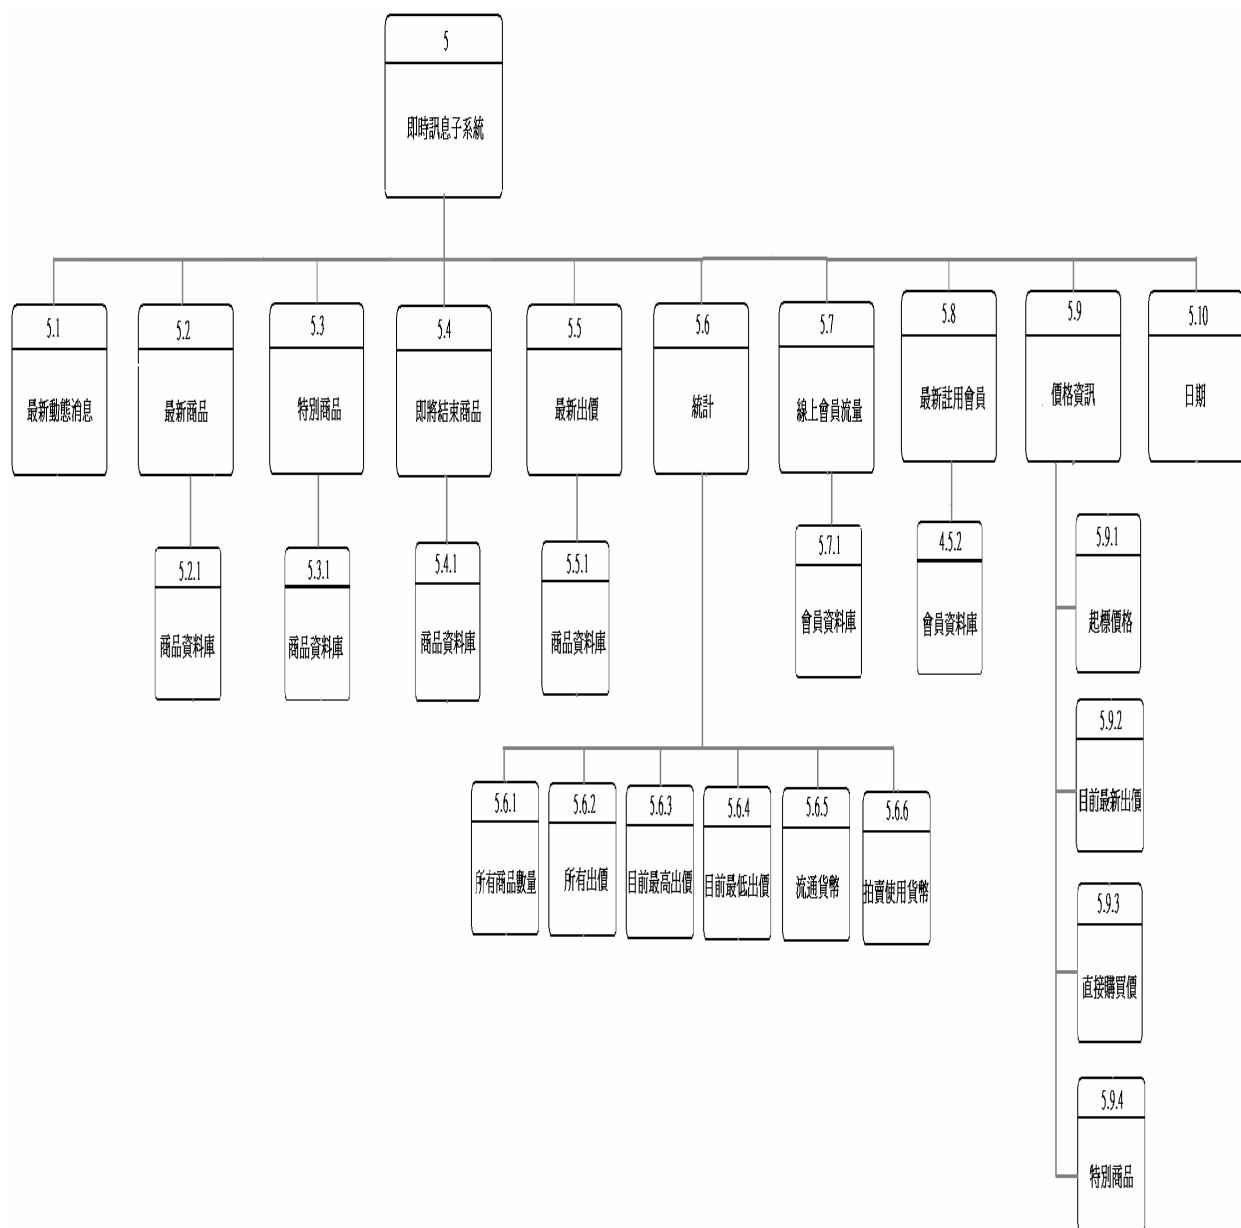 5
即時訊息子系統
5.1
最新動態消息
5.2
最新商品
5.3
特別商品
5.4
即將結束商品
5.5
最新出價
5.6
統計
5.7
線上會員流量
5.8
最新註用會員
5.9
價格資訊
5.10
日期
5.2.1
商品資料庫
5.3.1
商品資料庫
5.4.1
商品資料庫
5.5.1
商品資料庫
5.7.1
會員資料庫
4.5.2
會員資料庫
5.6.1
所有商品數量
5.6.2
所有出價
5.6.3
目前最高出價
5.6.4
目前最低出價
5.6.5
流通貨幣
5.6.6
拍賣使用貨幣
5.9.1
起標價格
5.9.2
目前最新出價
5.9.3
直接購買價
5.9.4
特別商品